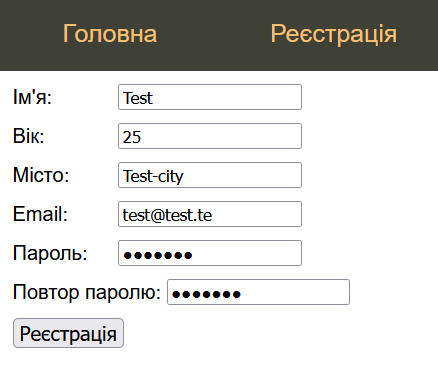 Головна Реєстрація
Ім'я: Test
Вік: 25
Місто: Test-city
Email: test@test.te
Пароль: ●●●●●●●
Повтор паролю: ●●●●●●●
Реєстрація